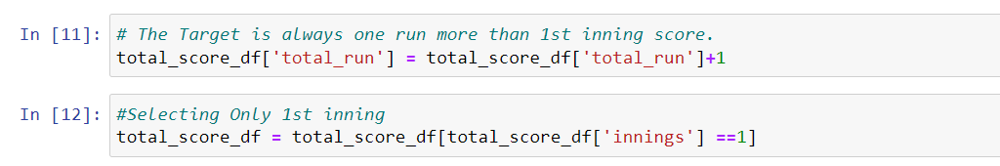 In [11]: # The Target is always one run more than 1st inning score.
total_score_df['total_run'] = total_score_df['total_run']+1
In [12]: #Selecting Only 1st inning
total_score_df = total_score_df[total_score_df['innings'] ==1]